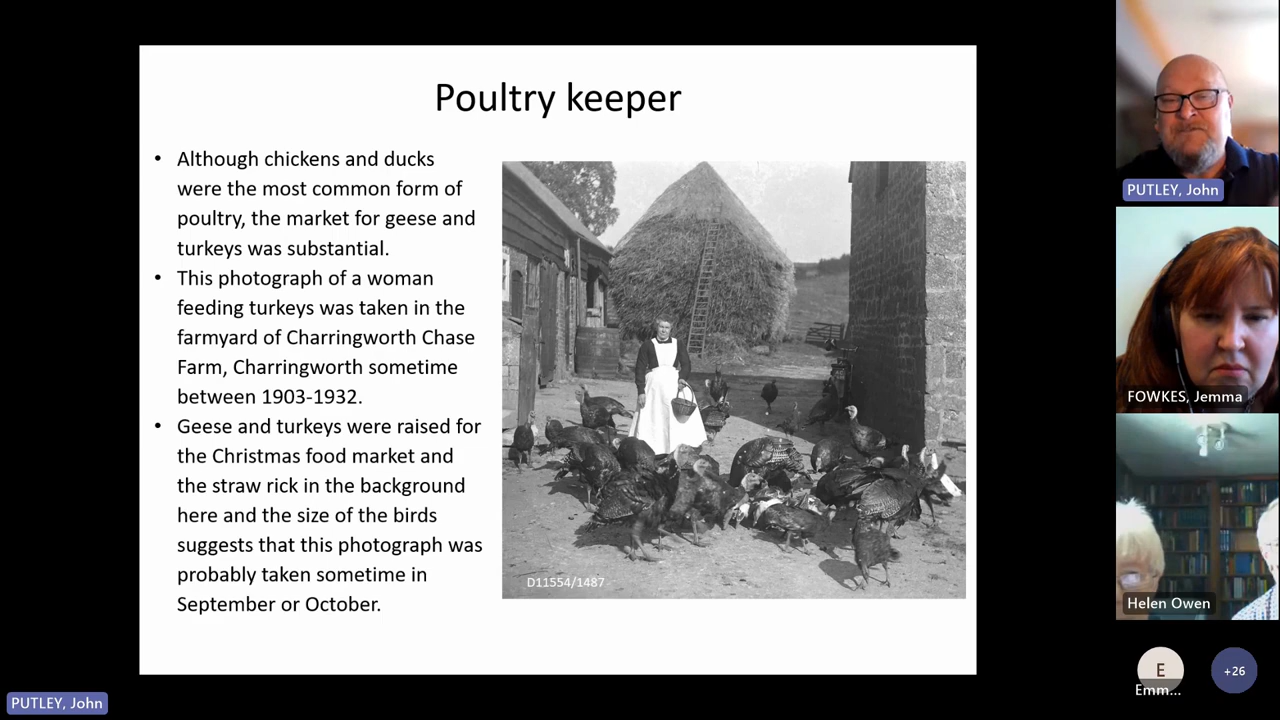 Poultry keeper
• Although chickens and ducks
were the most common form of
poultry, the market for geese and
turkeys was substantial.
• This photograph of a woman
feeding turkeys was taken in the
farmyard of Charringworth Chase
Farm, Charringworth sometime
between 1903-1932.
• Geese and turkeys were raised for
the Christmas food market and
the straw rick in the background
here and the size of the birds
suggests that this photograph was
probably taken sometime in
September or October.
D11554/1487
PUTLEY, John
FOWKES, Jemma
Helen Owen
E
Emm...
+26
PUTLEY, John